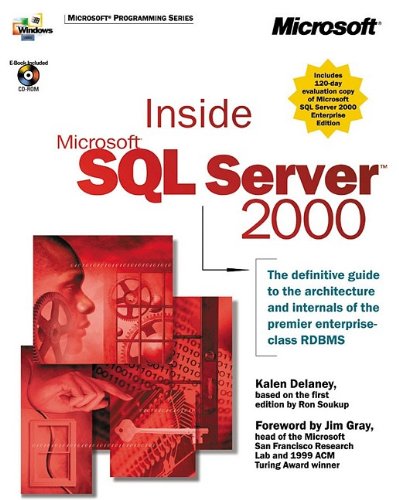 Windows
MICROSOFT® PROGRAMMING SERIES
Microsoft®
E-Book Included
CD-ROM
Includes
120-day
evaluation copy
of Microsoft
SQL Server 2000
Enterprise
Edition
Inside
Microsoft®
SQL Server™
2000
The definitive guide
to the architecture
and internals of the
premier enterprise-
class RDBMS
Kalen Delaney,
based on the first
edition by Ron Soukup
Foreword by Jim Gray,
head of the Microsoft
San Francisco Research
Lab and 1999 ACM
Turing Award winner